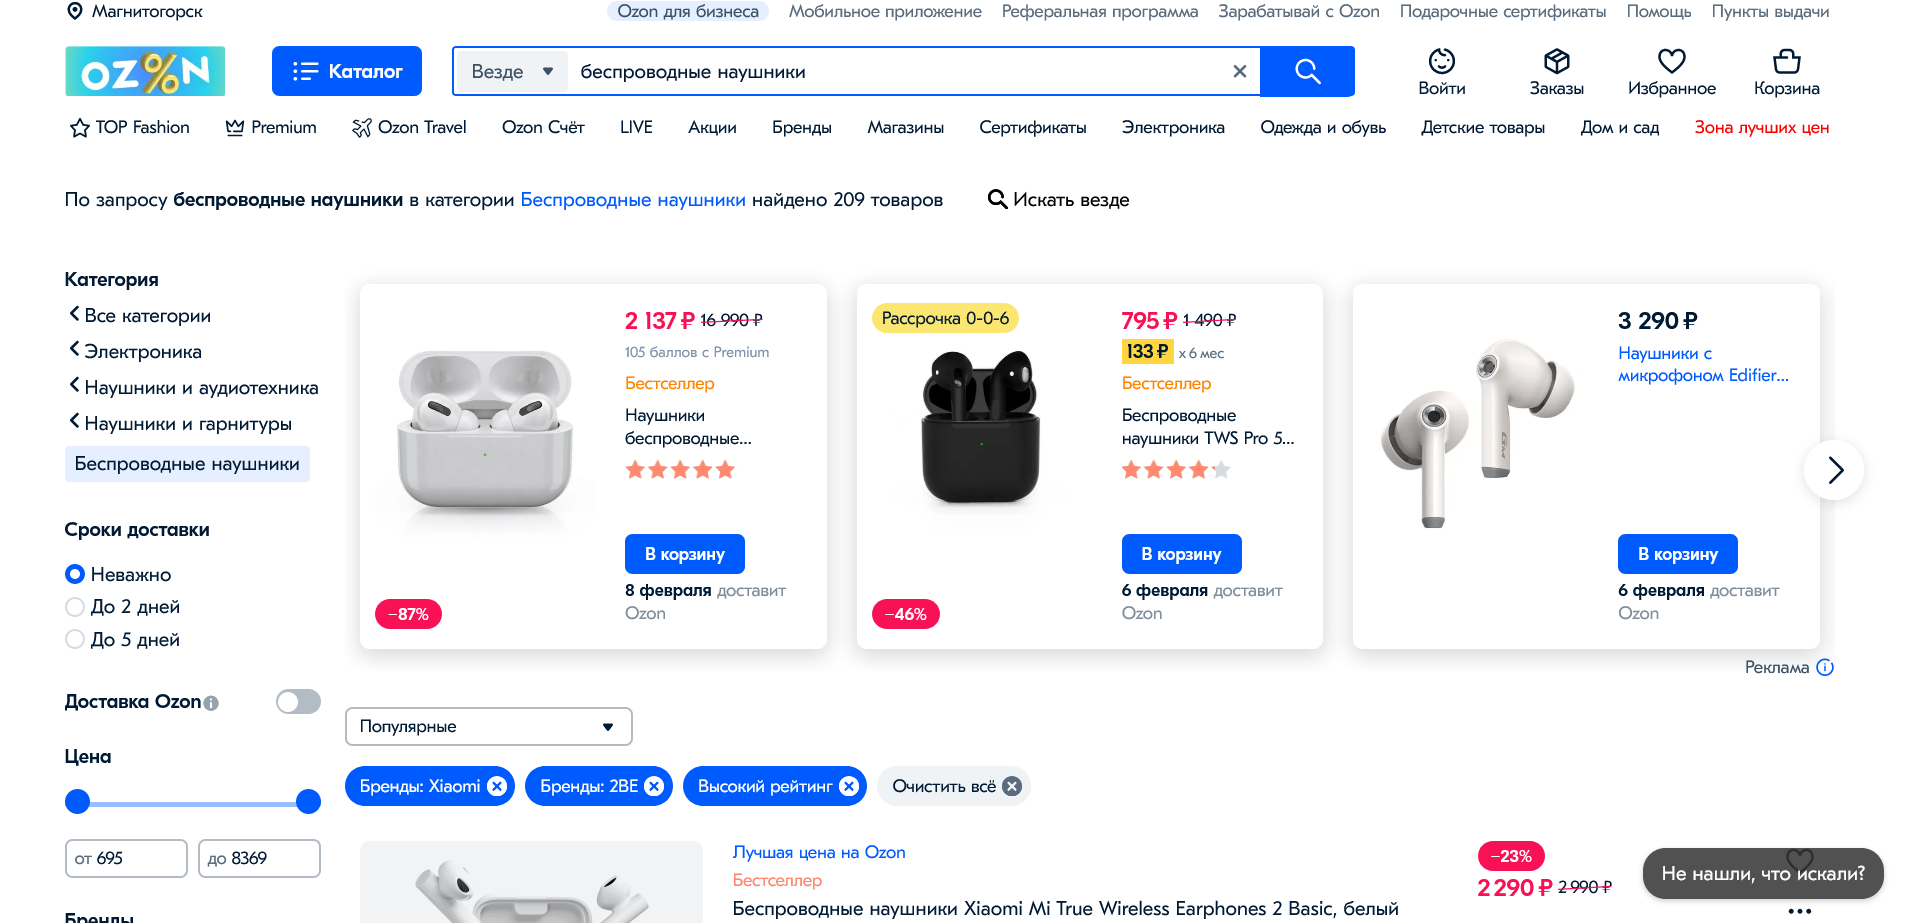 Магнитогорск
Ozon для бизнеса Мобильное приложение Реферальная программа Зарабатывай с Ozon Подарочные сертификаты Помощь Пункты выдачи
OZ%N
Каталог
Везде беспроводные наушники
Войти Заказы Избранное Корзина
TOP Fashion Premium Ozon Travel Ozon Счёт LIVE Акции Бренды Магазины Сертификаты Электроника Одежда и обувь Детские товары Дом и сад Зона лучших цен
По запросу беспроводные наушники в категории Беспроводные наушники найдено 209 товаров Искать везде
Категория
Все категории
Электроника
Наушники и аудиотехника
Наушники и гарнитуры
Беспроводные наушники
Сроки доставки
Неважно
До 2 дней
До 5 дней
Доставка Ozon
Цена
от 695 до 8369
Бренды
2 137 ₽ 16 990 ₽
105 баллов с Premium
Бестселлер
Наушники
беспроводные...
В корзину
8 февраля доставит
Ozon
−87%
Рассрочка 0-0-6
795 ₽ 1 490 ₽
133 ₽ x 6 мес
Бестселлер
Беспроводные
наушники TWS Pro 5...
В корзину
6 февраля доставит
Ozon
−46%
3 290 ₽
Наушники с
микрофоном Edifier...
В корзину
6 февраля доставит
Ozon
Реклама
Популярные
Бренды: Xiaomi Бренды: 2BE Высокий рейтинг Очистить всё
Лучшая цена на Ozon
Бестселлер
Беспроводные наушники Xiaomi Mi True Wireless Earphones 2 Basic, белый
−23%
2 290 ₽ 2 990 ₽
Не нашли, что искали?